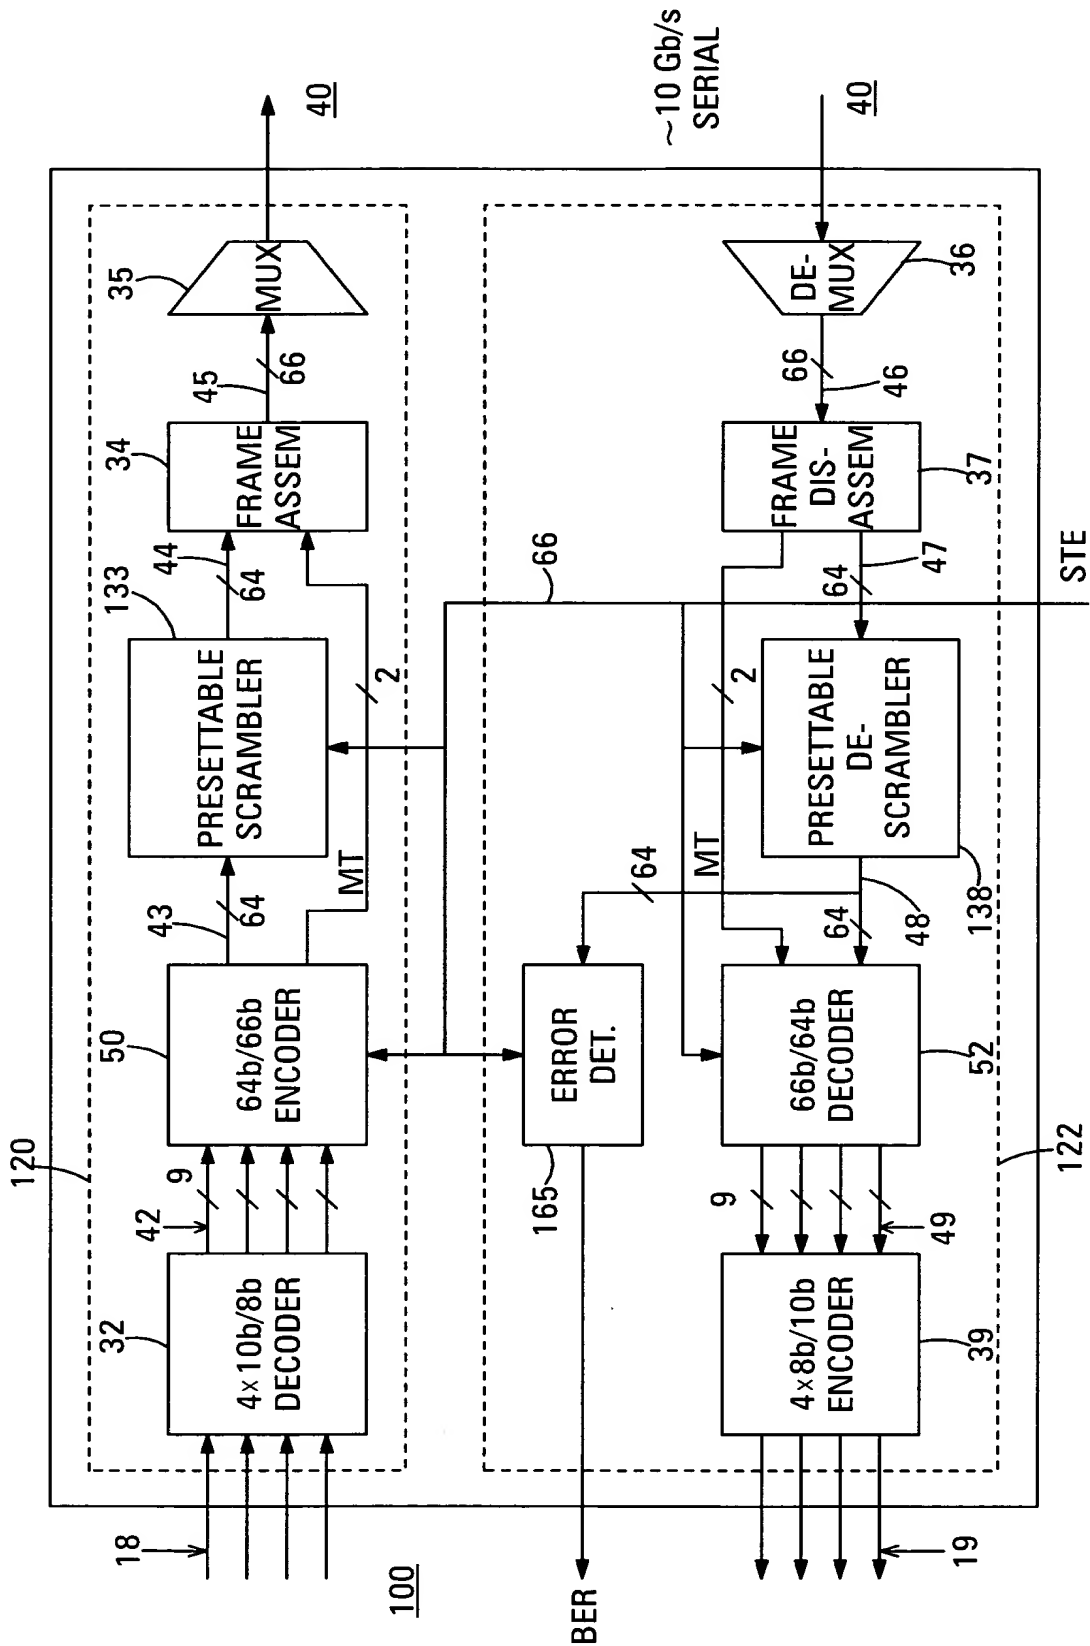 120
122
100
18
32
4×10b/8b
DECODER
42
9
50
64b/66b
ENCODER
43
64
MT
133
PRESETTABLE
SCRAMBLER
2
44
64
34
FRAME
ASSEM
45
66
35
MUX
40
66
BER
165
ERROR
DET.
64
MT
2
~10 Gb/s
SERIAL
40
DE-
MUX
36
66
46
FRAME
DIS-
ASSEM
37
64
47
STE
PRESETTABLE
DE-
SCRAMBLER
138
64
48
66b/64b
DECODER
52
9
49
4×8b/10b
ENCODER
39
19